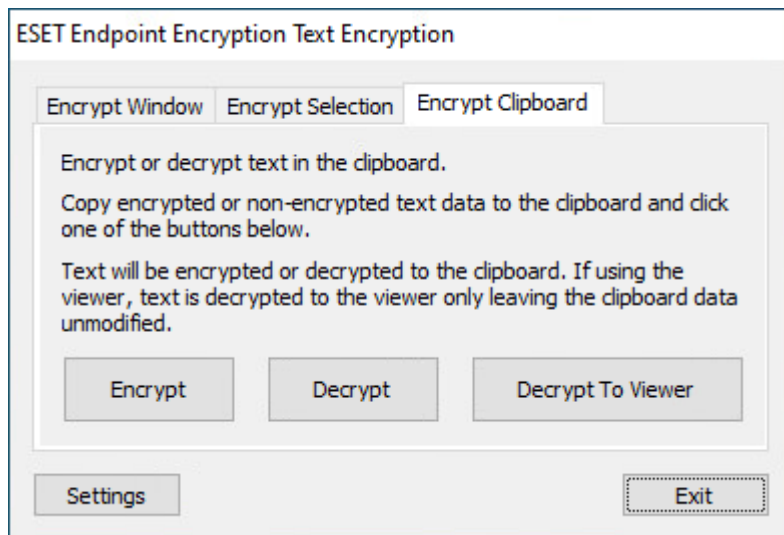 ESET Endpoint Encryption Text Encryption
Encrypt Window Encrypt Selection Encrypt Clipboard
Encrypt or decrypt text in the clipboard.
Copy encrypted or non-encrypted text data to the clipboard and click
one of the buttons below.
Text will be encrypted or decrypted to the clipboard. If using the
viewer, text is decrypted to the viewer only leaving the clipboard data
unmodified.
Encrypt Decrypt Decrypt To Viewer
Settings Exit